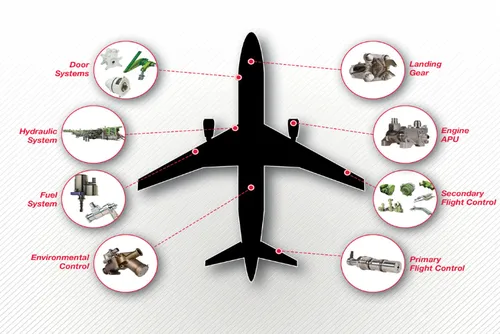 Door
Systems
Landing
Gear
Hydraulic
System
Engine
APU
Fuel
System
Secondary
Flight Control
Environmental
Control
Primary
Flight Control